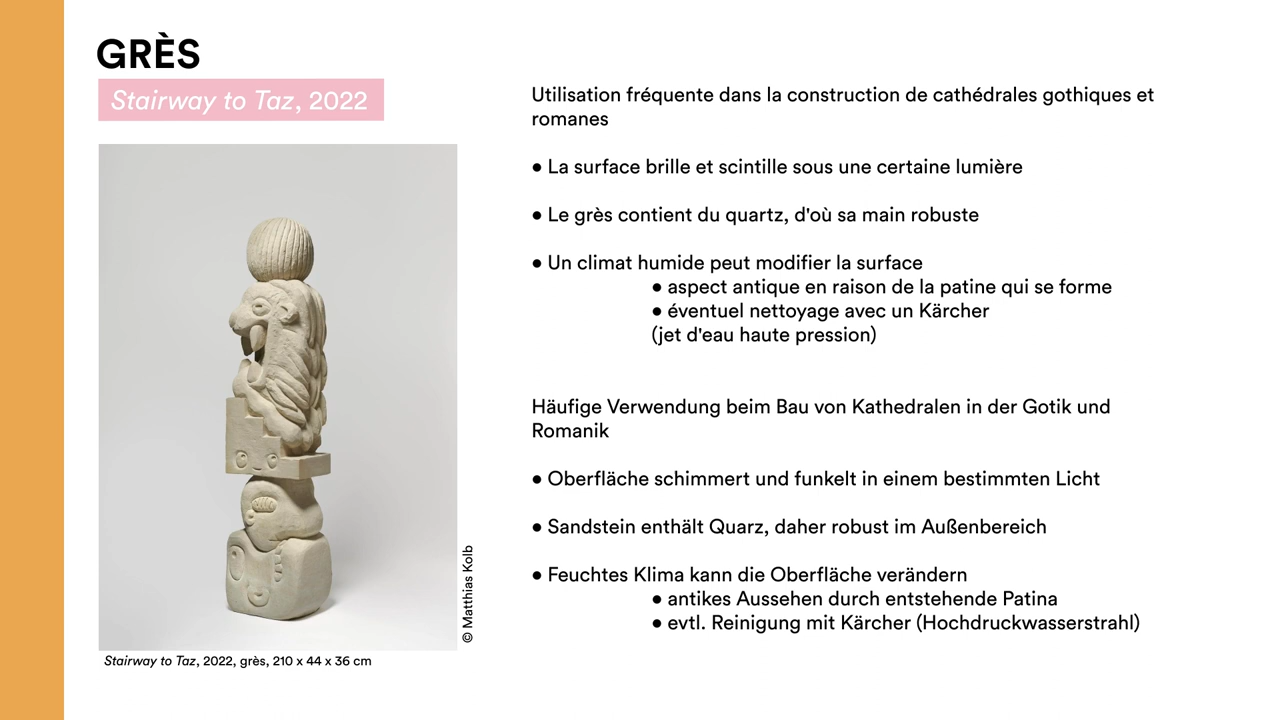 GRÈS
Stairway to Taz, 2022
© Matthias Kolb
Stairway to Taz, 2022, grès, 210 x 44 x 36 cm
Utilisation fréquente dans la construction de cathédrales gothiques et
romanes
● La surface brille et scintille sous une certaine lumière
● Le grès contient du quartz, d'où sa main robuste
● Un climat humide peut modifier la surface
● aspect antique en raison de la patine qui se forme
● éventuel nettoyage avec un Kärcher
(jet d'eau haute pression)
Häufige Verwendung beim Bau von Kathedralen in der Gotik und
Romanik
● Oberfläche schimmert und funkelt in einem bestimmten Licht
● Sandstein enthält Quarz, daher robust im Außenbereich
● Feuchtes Klima kann die Oberfläche verändern
● antikes Aussehen durch entstehende Patina
● evtl. Reinigung mit Kärcher (Hochdruckwasserstrahl)